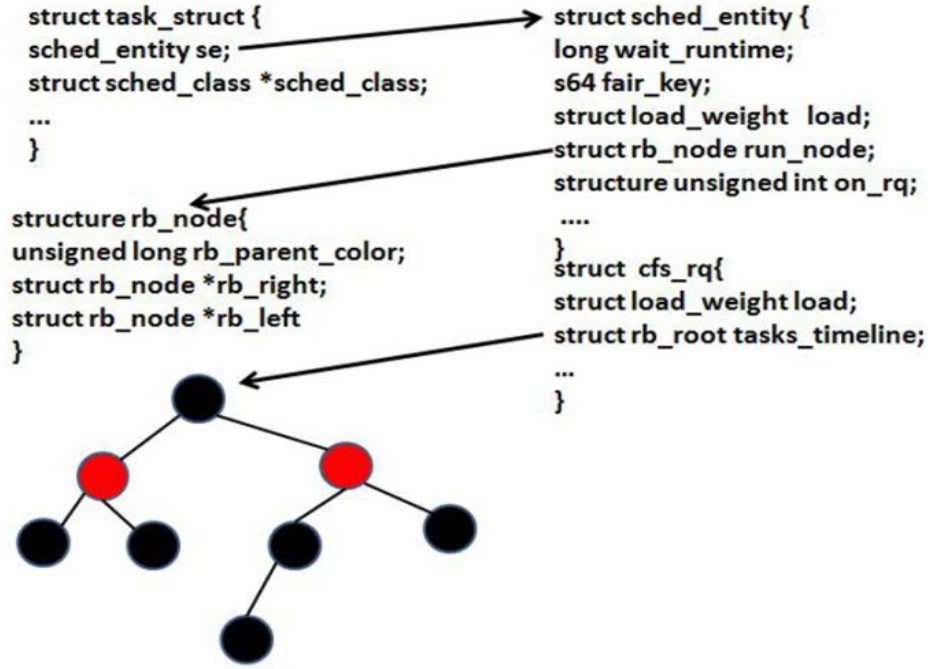 struct task_struct {
sched_entity se;
struct sched_class *sched_class;
...
}
struct sched_entity {
long wait_runtime;
s64 fair_key;
struct load_weight load;
struct rb_node run_node;
structure unsigned int on_rq;
....
}
structure rb_node{
unsigned long rb_parent_color;
struct rb_node *rb_right;
struct rb_node *rb_left
}
struct cfs_rq{
struct load_weight load;
struct rb_root tasks_timeline;
...
}